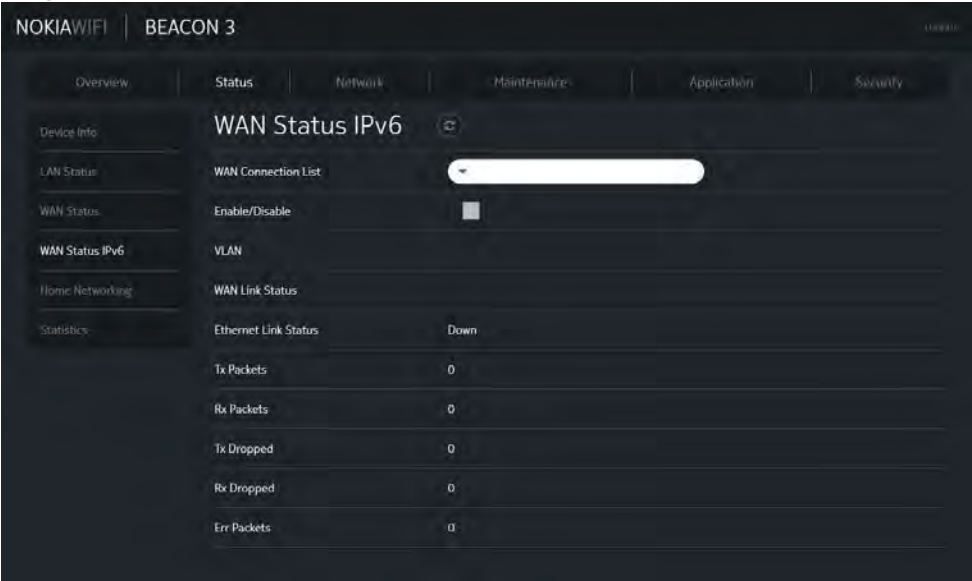 NOKIAWIFI | BEACON 3
Logout
Overview Status Network Maintenance Application Security
Device Info
LAN Status
WAN Status
WAN Status IPv6
Home Networking
Statistics
WAN Status IPv6
WAN Connection List
Enable/Disable
VLAN
WAN Link Status
Ethernet Link Status Down
Tx Packets 0
Rx Packets 0
Tx Dropped 0
Rx Dropped 0
Err Packets 0